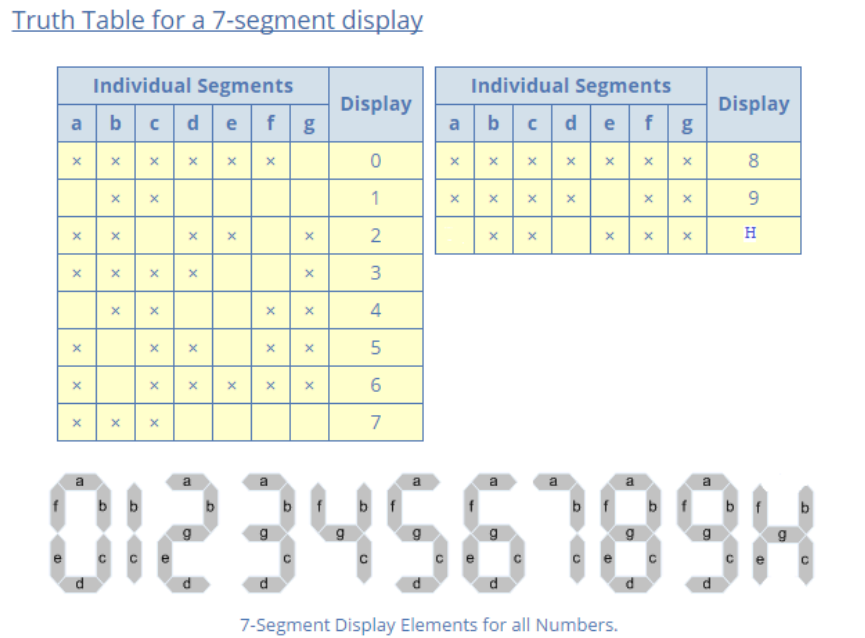 Truth Table for a 7-segment display
Individual Segments Display Individual Segments Display
a b c d e f g a b c d e f g
× × × × × × 0 × × × × × × × 8
× × 1 × × × × × × 9
× × × × × 2 × × × × × H
× × × × × 3
× × × × 4
× × × × × 5
× × × × × × 6
× × × 7
a a a a a a a a
f b b b b f b f f b f b f b f b
g g g g g g g g
e c c e c c c e c c e c c e c
d d d d d d d
7-Segment Display Elements for all Numbers.